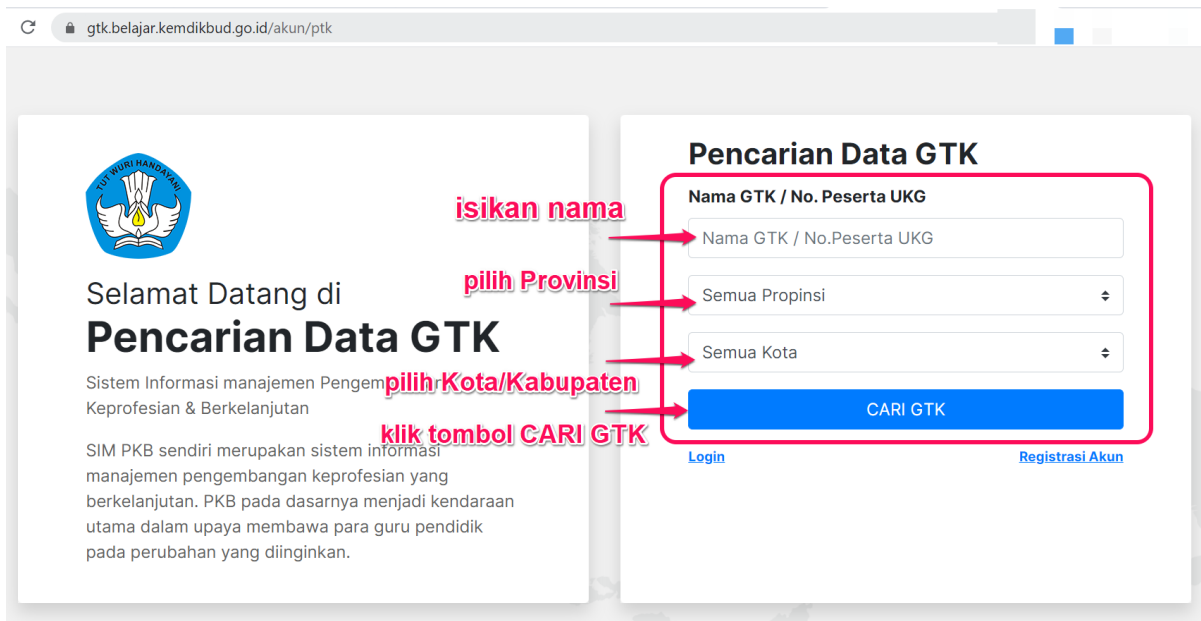 gtk.belajar.kemdikbud.go.id/akun/ptk
TUT WURI HANDAYANI
Selamat Datang di
Pencarian Data GTK
Sistem Informasi manajemen
Keprofesian & Berkelanjutan
SIM PKB sendiri merupakan sistem informasi
manajemen pengembangan keprofesian yang
berkelanjutan. PKB pada dasarnya menjadi kendaraan
utama dalam upaya membawa para guru pendidik
pada perubahan yang diinginkan.
isikan nama
pilih Provinsi
pilih Kota/Kabupaten
klik tombol CARI GTK
Pencarian Data GTK
Nama GTK / No. Peserta UKG
Nama GTK / No.Peserta UKG
Semua Propinsi
Semua Kota
CARI GTK
Login
Registrasi Akun